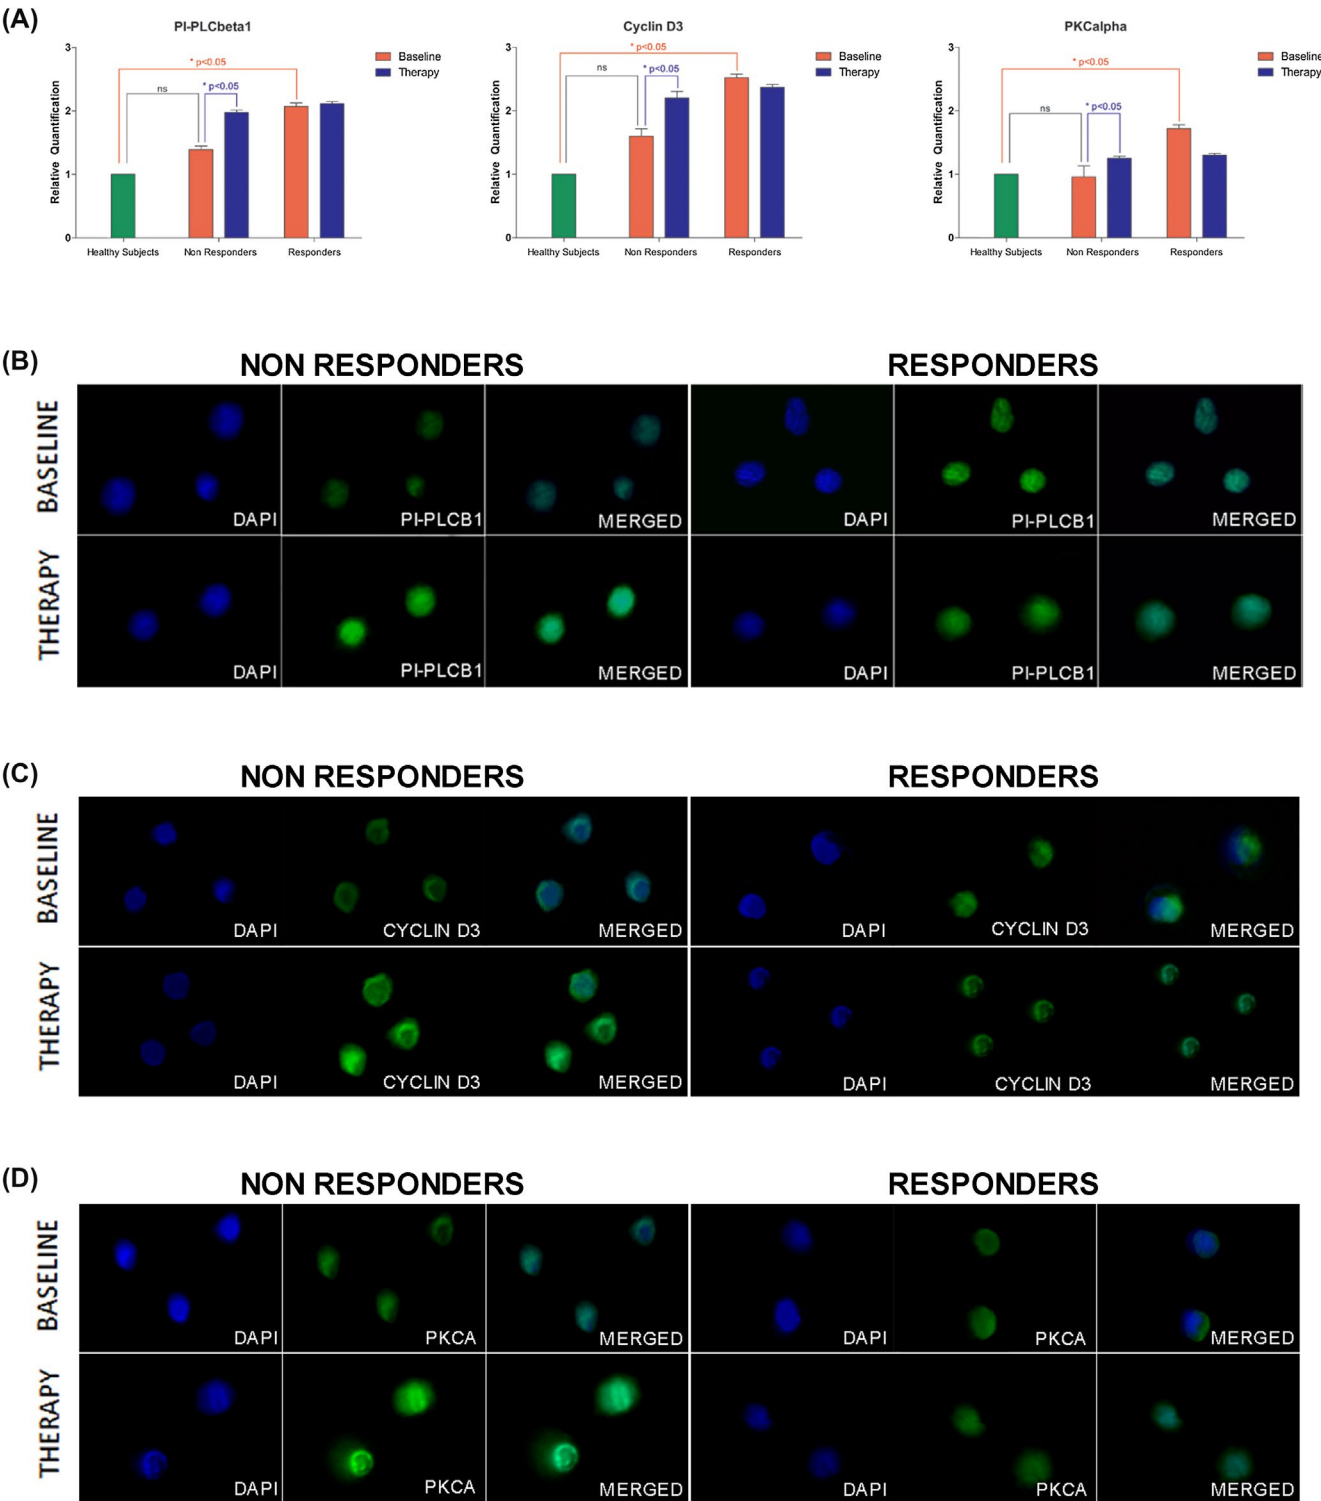 (A)
PI-PLCbeta1
Relative Quantification
3
2
1
0
* p<0.05
ns
* p<0.05
Healthy Subjects
Non Responders
Responders
Baseline
Therapy
Cyclin D3
Relative Quantification
3
2
1
0
* p<0.05
ns
* p<0.05
Healthy Subjects
Non Responders
Responders
Baseline
Therapy
PKCalpha
Relative Quantification
3
2
1
0
* p<0.05
ns
* p<0.05
Healthy Subjects
Non Responders
Responders
Baseline
Therapy
(B)
NON RESPONDERS
RESPONDERS
BASELINE
DAPI
PI-PLCB1
MERGED
DAPI
PI-PLCB1
MERGED
THERAPY
DAPI
PI-PLCB1
MERGED
DAPI
PI-PLCB1
MERGED
(C)
NON RESPONDERS
RESPONDERS
BASELINE
DAPI
CYCLIN D3
MERGED
DAPI
CYCLIN D3
MERGED
THERAPY
DAPI
CYCLIN D3
MERGED
DAPI
CYCLIN D3
MERGED
(D)
NON RESPONDERS
RESPONDERS
BASELINE
DAPI
PKCA
MERGED
DAPI
PKCA
MERGED
THERAPY
DAPI
PKCA
MERGED
DAPI
PKCA
MERGED